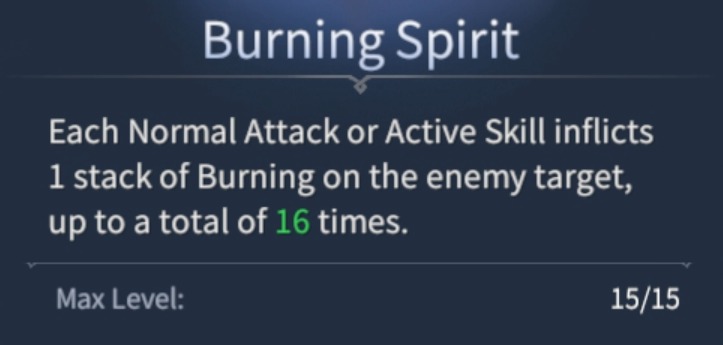 Burning Spirit
Each Normal Attack or Active Skill inflicts
1 stack of Burning on the enemy target,
up to a total of 16 times.
Max Level: 15/15